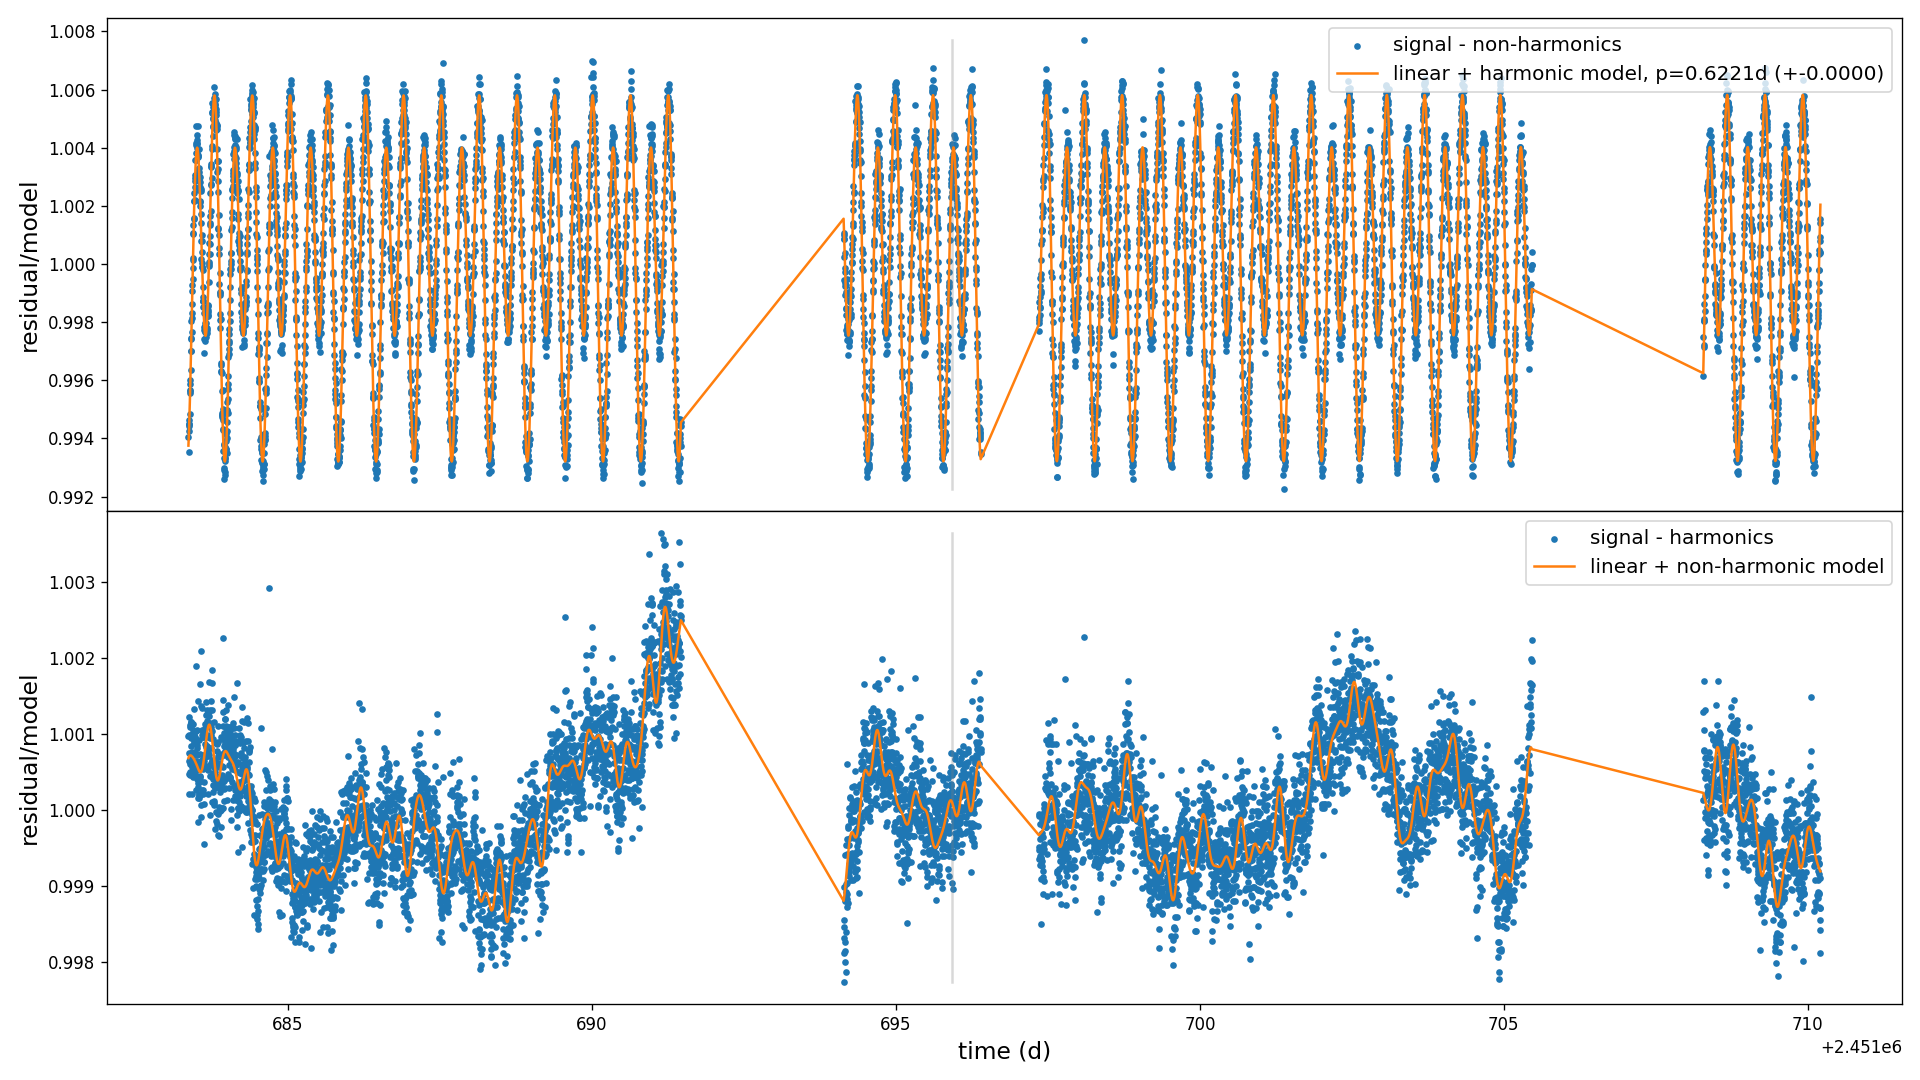 1.008
1.006
1.004
1.002
1.000
0.998
0.996
0.994
0.992
residual/model
signal - non-harmonics
linear + harmonic model, p=0.6221d (+-0.0000)
1.003
1.002
1.001
1.000
0.999
0.998
residual/model
signal - harmonics
linear + non-harmonic model
685
690
695
700
705
710
time (d)
+2.451e6